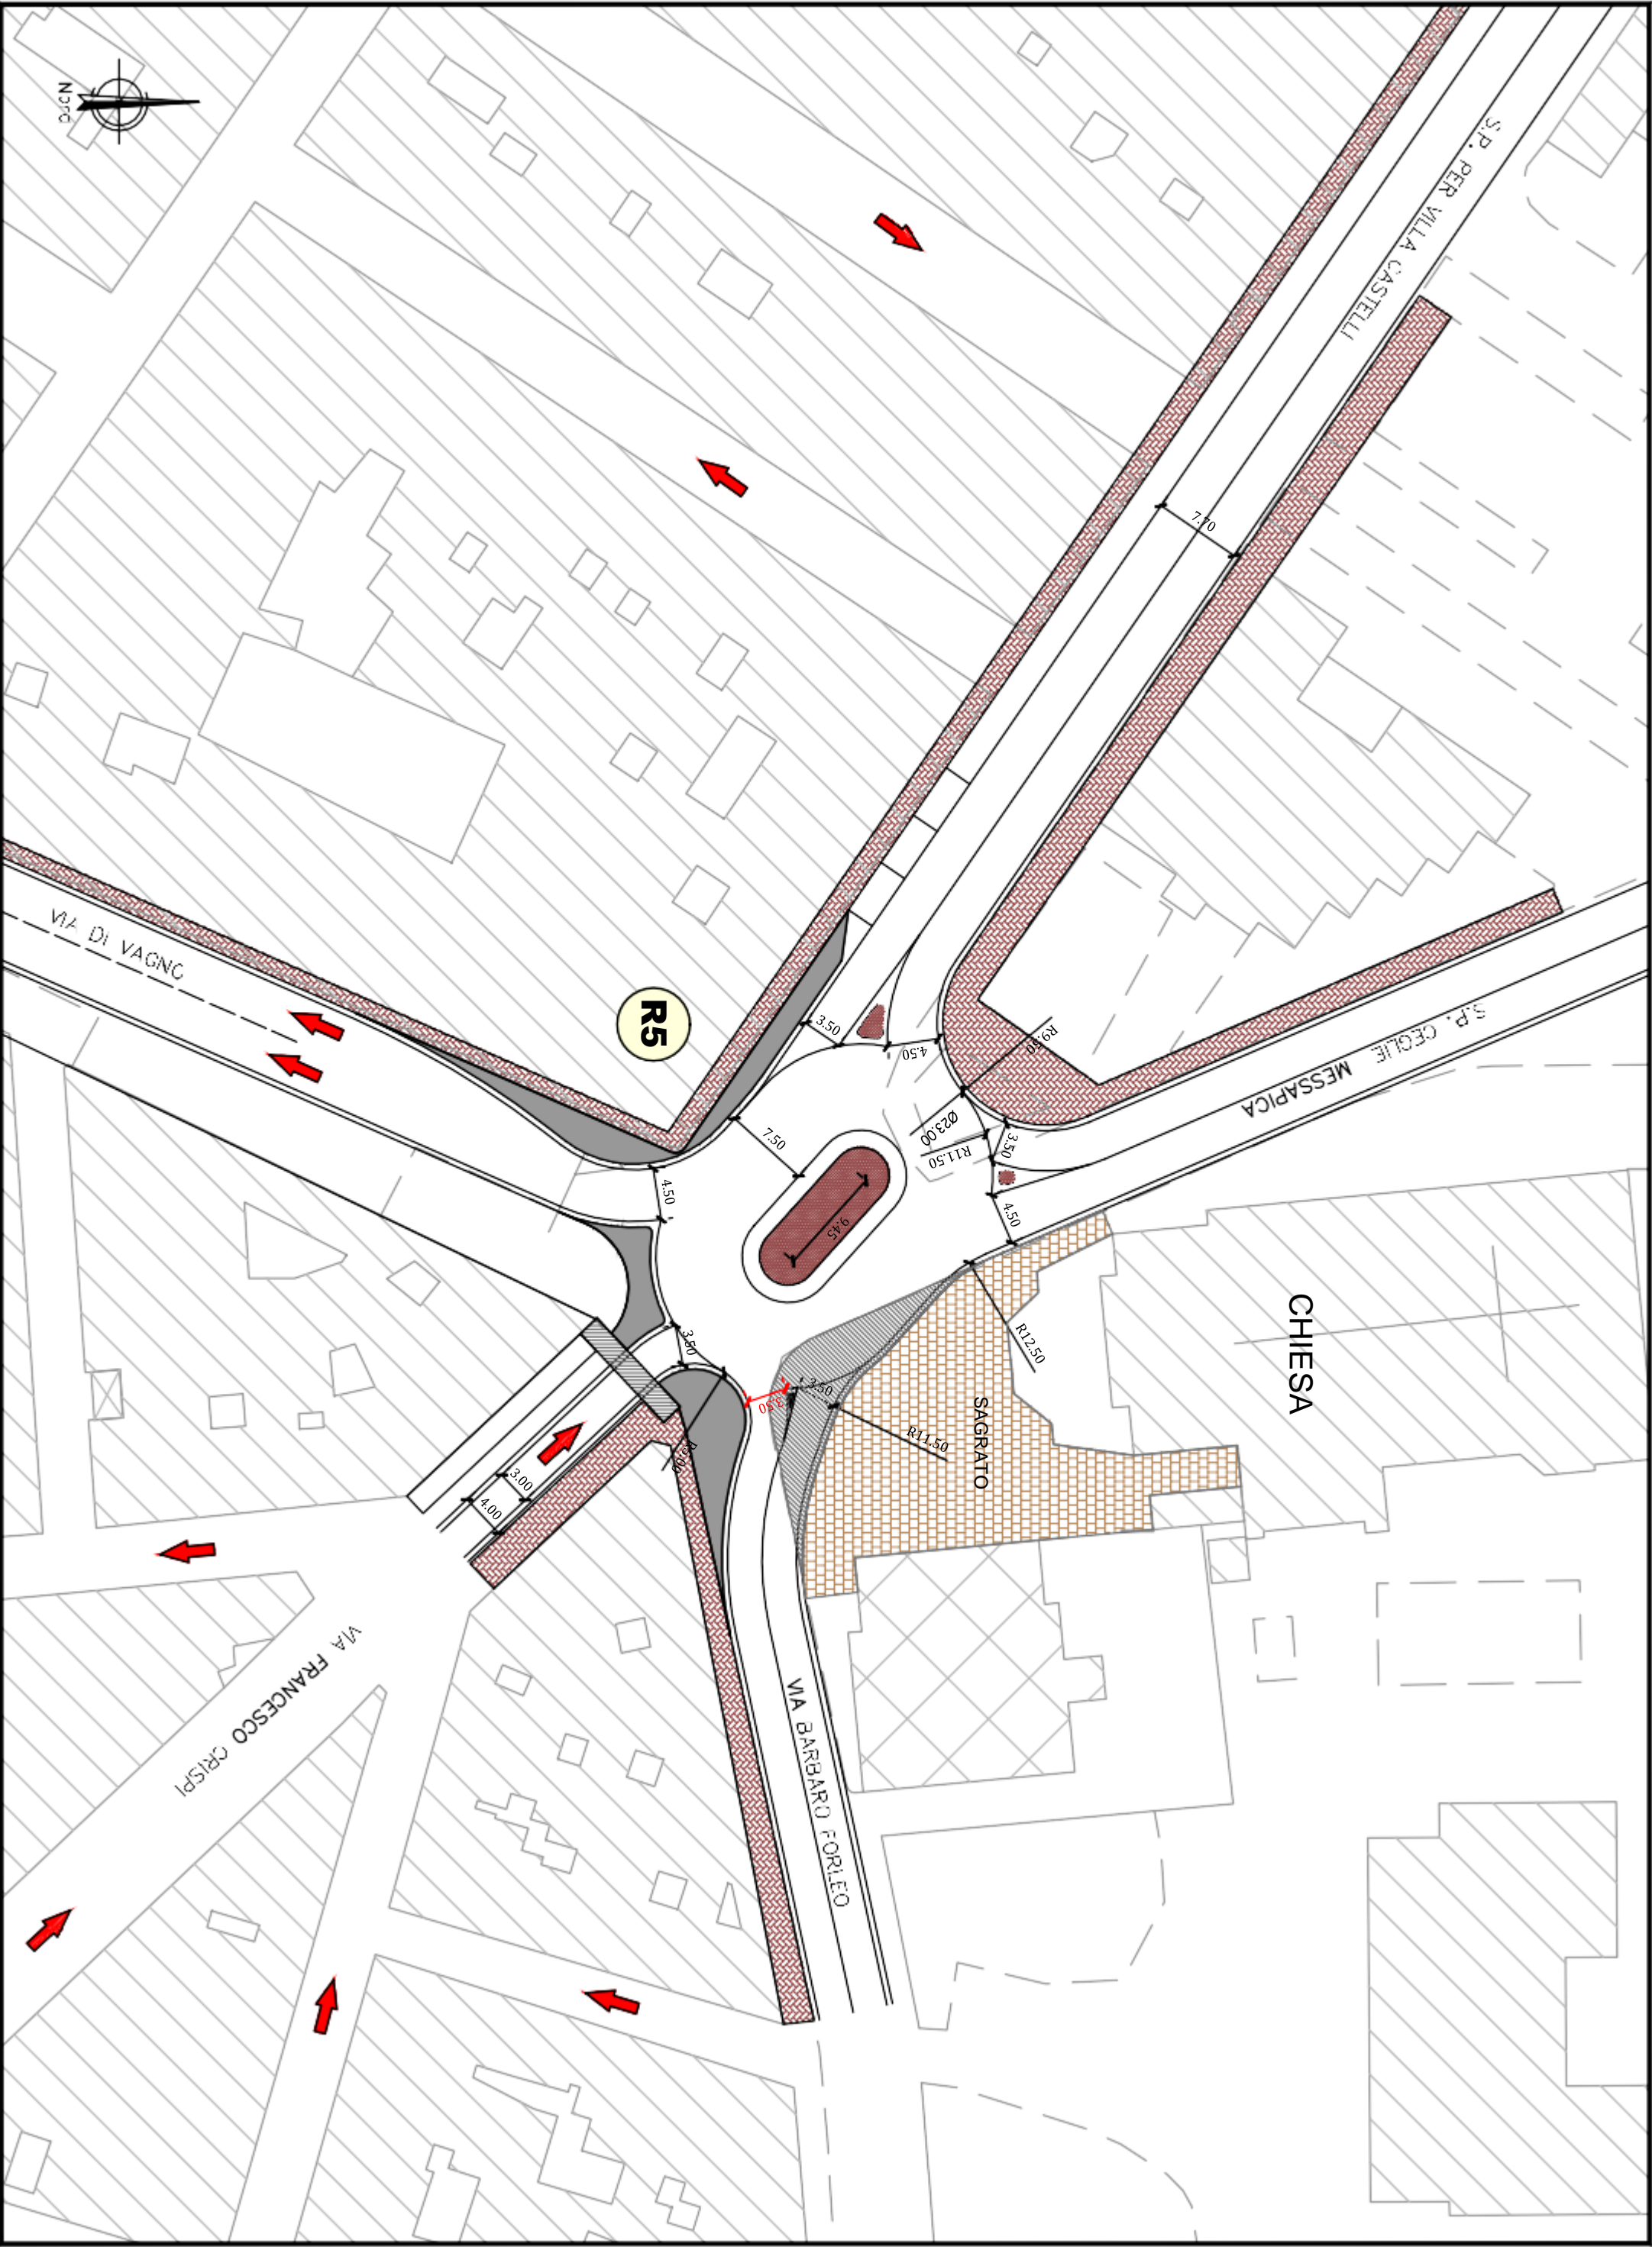 NORD
S.P. PER VILLA CASTELLI
7.70
VIA DI VAGNO
R5
S.P. CEGLIE MESSAPICA
3.50
4.50
R9.50
Ø23.00
R11.50
3.50
7.50
4.50
4.50
9.45
CHIESA
R12.50
3.50
3.50
3.50
R11.50
SAGRATO
3.00
4.00
VIA FRANCESCO CRISPI
VIA BARBARO FORLEO